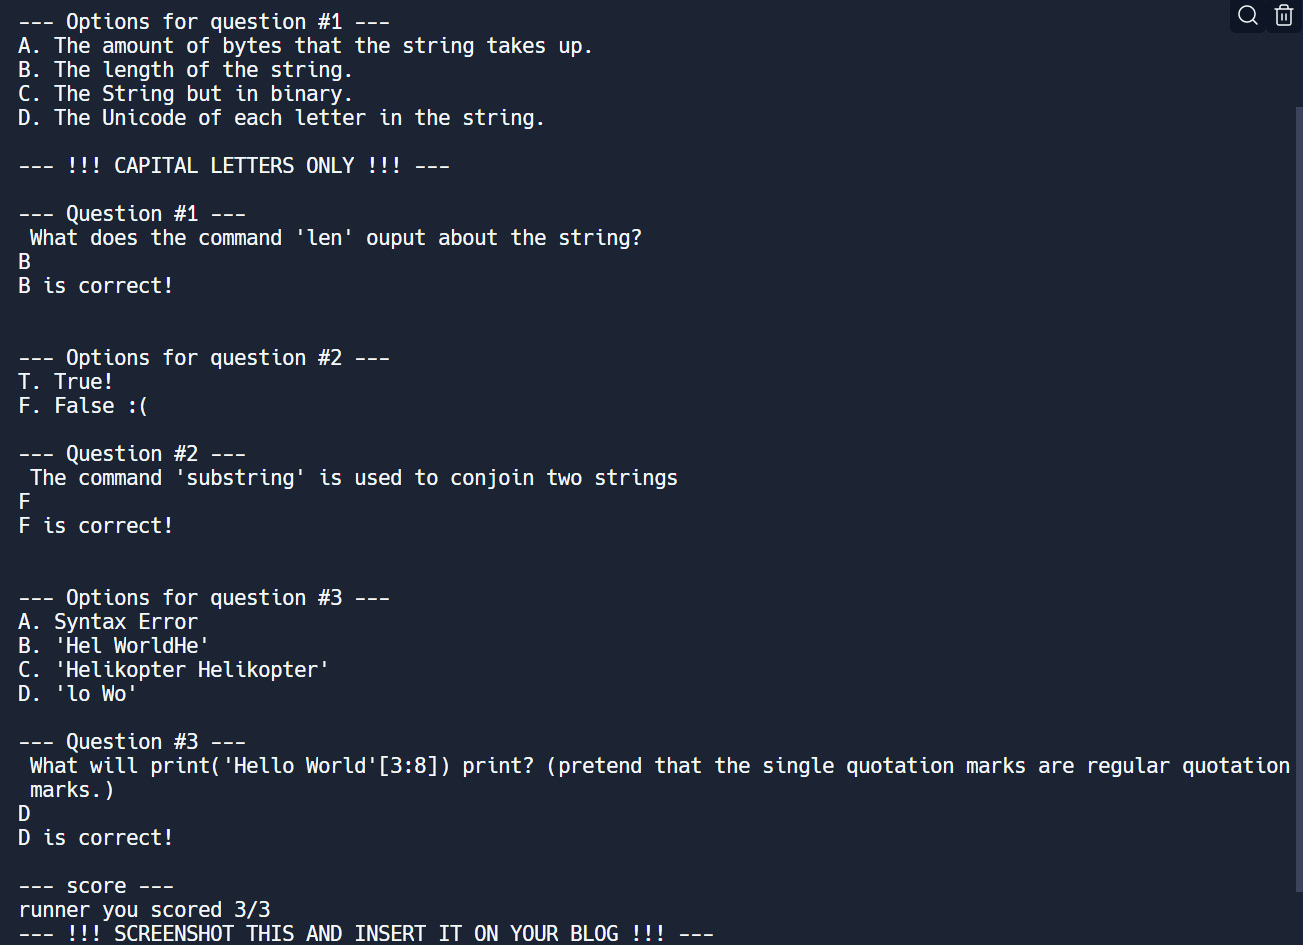 --- Options for question #1 ---
A. The amount of bytes that the string takes up.
B. The length of the string.
C. The String but in binary.
D. The Unicode of each letter in the string.
--- !!! CAPITAL LETTERS ONLY !!! ---
--- Question #1 ---
What does the command 'len' ouput about the string?
B
B is correct!
--- Options for question #2 ---
T. True!
F. False :(
--- Question #2 ---
The command 'substring' is used to conjoin two strings
F
F is correct!
--- Options for question #3 ---
A. Syntax Error
B. 'Hel WorldHe'
C. 'Helikopter Helikopter'
D. 'lo Wo'
--- Question #3 ---
What will print('Hello World'[3:8]) print? (pretend that the single quotation marks are regular quotation
marks.)
D
D is correct!
--- score ---
runner you scored 3/3
--- !!! SCREENSHOT THIS AND INSERT IT ON YOUR BLOG !!! ---